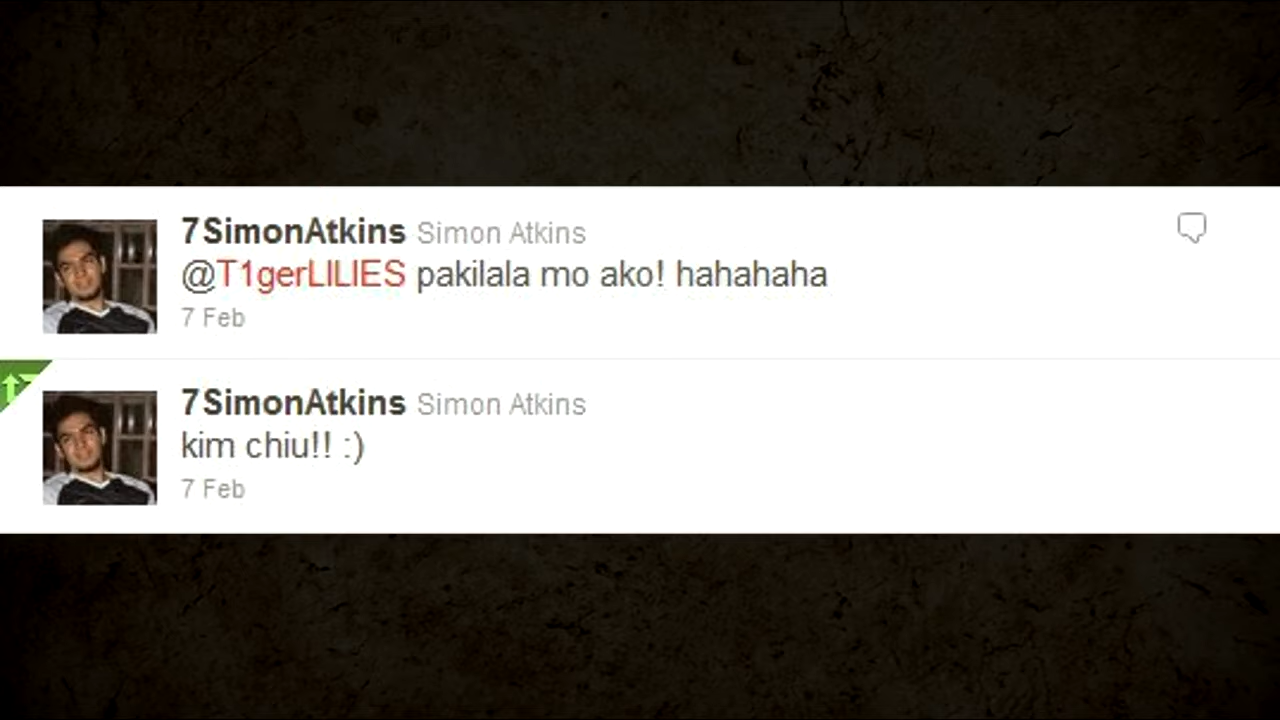 7SimonAtkins Simon Atkins
@T1gerLILIES pakilala mo ako! hahahaha
7 Feb
7SimonAtkins Simon Atkins
kim chiu!! :)
7 Feb